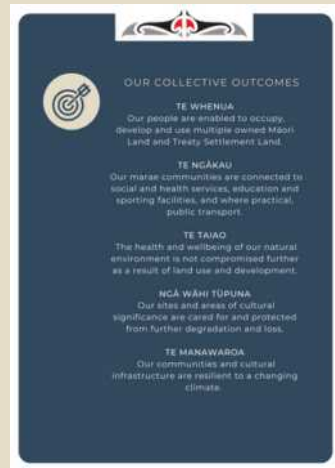 OUR COLLECTIVE OUTCOMES
TE WHENUA
Our people are enabled to occupy,
develop and use multiple owned Māori
Land and Treaty Settlement Land.
TE NGĀKAU
Our marae communities are connected to
social and health services, education and
sporting facilities, and where practical,
public transport.
TE TAIAO
The health and wellbeing of our natural
environment is not compromised further
as a result of land use and development.
NGĀ WĀHI TŪPUNA
Our sites and areas of cultural
significance are cared for and protected
from further degradation and loss.
TE MANAWAROA
Our communities and cultural
infrastructure are resilient to a changing
climate.